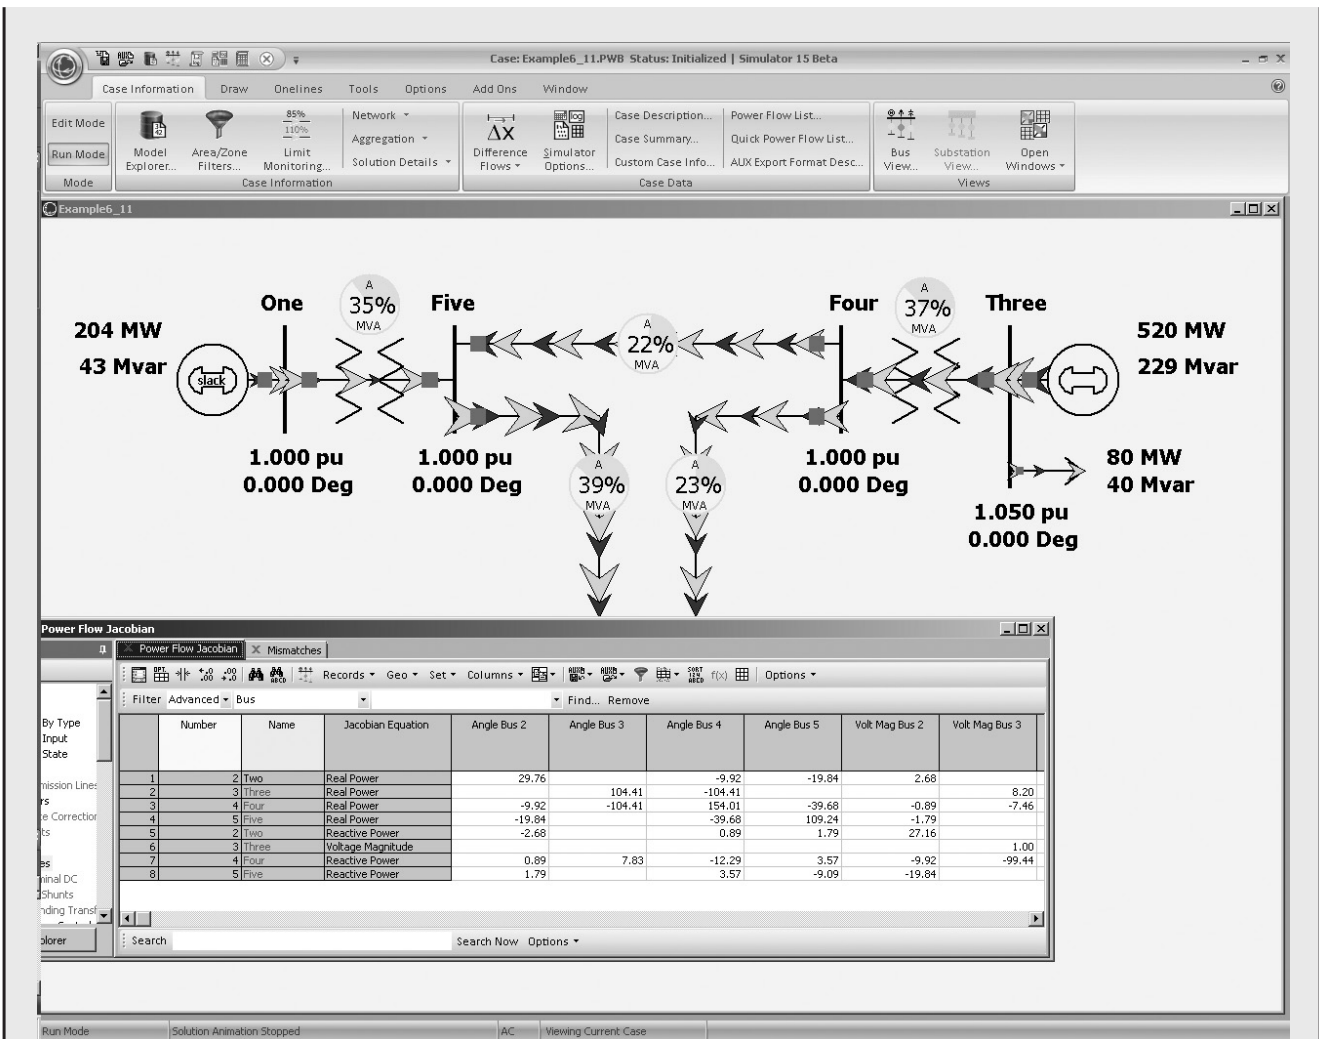 Case: Example6_11.PWB Status: Initialized | Simulator 15 Beta
Case Information Draw Onelines Tools Options Add Ons Window
Edit Mode
Run Mode
Mode
Model Explorer...
Area/Zone Filters...
85%
110%
Limit Monitoring...
Network
Aggregation
Solution Details
Case Information
ΔX
Difference Flows
Simulator Options...
Case Description...
Case Summary...
Custom Case Info...
Power Flow List...
Quick Power Flow List...
AUX Export Format Desc...
Case Data
Bus View...
Substation View...
Open Windows
Views
Example6_11
One
A
35%
MVA
Five
A
22%
MVA
Four
A
37%
MVA
Three
204 MW
43 Mvar
slack
520 MW
229 Mvar
1.000 pu
0.000 Deg
1.000 pu
0.000 Deg
A
39%
MVA
A
23%
MVA
1.000 pu
0.000 Deg
80 MW
40 Mvar
1.050 pu
0.000 Deg
Power Flow Jacobian
X Power Flow Jacobian X Mismatches
Records Geo Set Columns f(x) Options
Filter Advanced Bus Find... Remove
By Type
Input
State
mission Lines
rs
te Correction
ts
es
minal DC
Shunts
nding Transf
plorer
Number Name Jacobian Equation Angle Bus 2 Angle Bus 3 Angle Bus 4 Angle Bus 5 Volt Mag Bus 2 Volt Mag Bus 3
1 2 Two Real Power 29.76 -9.92 -19.84 2.68
2 3 Three Real Power 104.41 -104.41 8.20
3 4 Four Real Power -9.92 -104.41 154.01 -39.68 -0.89 -7.46
4 5 Five Real Power -19.84 -39.68 109.24 -1.79
5 2 Two Reactive Power -2.68 0.89 1.79 27.16
6 3 Three Voltage Magnitude 1.00
7 4 Four Reactive Power 0.89 7.83 -12.29 3.57 -9.92 -99.44
8 5 Five Reactive Power 1.79 3.57 -9.09 -19.84
Search Search Now Options
Run Mode Solution Animation Stopped AC Viewing Current Case